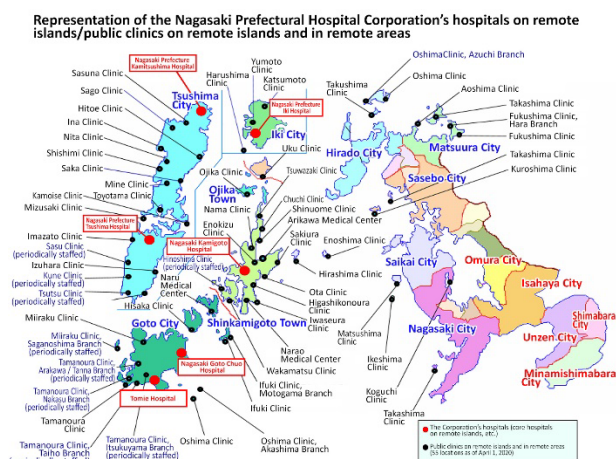 Representation of the Nagasaki Prefectural Hospital Corporation's hospitals on remote
islands/public clinics on remote islands and in remote areas
Nagasaki Prefecture
Kamitsushima Hospital
Sasuna Clinic
Tsushima
City
Sago Clinic
Hitoe Clinic
Ina Clinic
Nita Clinic
Shishimi Clinic
Saka Clinic
Mine Clinic
Toyotama Clinic
Kamoise Clinic
Mizusaki Clinic
Nagasaki Prefecture
Tsushima Hospital
Imazato Clinic
Sasu Clinic
(periodically staffed)
Izuhara Clinic
Kune Clinic
(periodically staffed)
Tsutsu Clinic
(periodically staffed)
Harushima
Clinic
Yumoto
Clinic
Katsumoto
Clinic
Nagasaki Prefecture
Iki Hospital
Iki City
Uku Clinic
Ojika Clinic
Tsuwazaki Clinic
Ojika
Town
Nama Clinic
Chuchi Clinic
Shinuome Clinic
Arikawa Medical Center
Enokizu
Clinic
Sakiura
Clinic
Enoshima Clinic
Nagasaki Kamigoto
Hospital
Hinoshima Clinic
(periodically staffed)
Hirashima Clinic
Naru
Medical
Center
Hisaka Clinic
Ota Clinic
Higashikonoura
Clinic
Iwaseura
Clinic
Goto City
Shinkamigoto Town
Narao
Medical Center
Wakamatsu Clinic
Ifuki Clinic,
Motogama Branch
Ifuki Clinic
Miiraku Clinic
Miiraku Clinic,
Saganoshima Branch
(periodically staffed)
Tamanoura Clinic,
Arakawa / Tanna Branch
(periodically staffed)
Tamanoura Clinic,
Nakasu Branch
(periodically staffed)
Tamanoura
Clinic
Tamanoura Clinic,
Taiho Branch
(periodically staffed)
Tamanoura Clinic,
Itsukuyama Branch
(periodically staffed)
Nagasaki Goto Chuo
Hospital
Tomie Hospital
Oshima Clinic
Oshima Clinic,
Akashima Branch
OshimaClinic, Azuchi Branch
Takushima
Clinic
Oshima Clinic
Aoshima Clinic
Takashima Clinic
Fukushima Clinic,
Hara Branch
Fukushima Clinic
Matsuura City
Hirado City
Takashima Clinic
Sasebo City
Kuroshima Clinic
Saikai City
Omura City
Isahaya City
Shimabara
City
Unzen City
Nagasaki City
Minamishimabara
City
Matsushima
Clinic
Ikeshima
Clinic
Koguchi
Clinic
Takashima
Clinic
The Corporation's hospitals (core hospitals
on remote islands, etc.)
Public clinics on remote islands and in remote areas
(55 locations as of April 1, 2020)